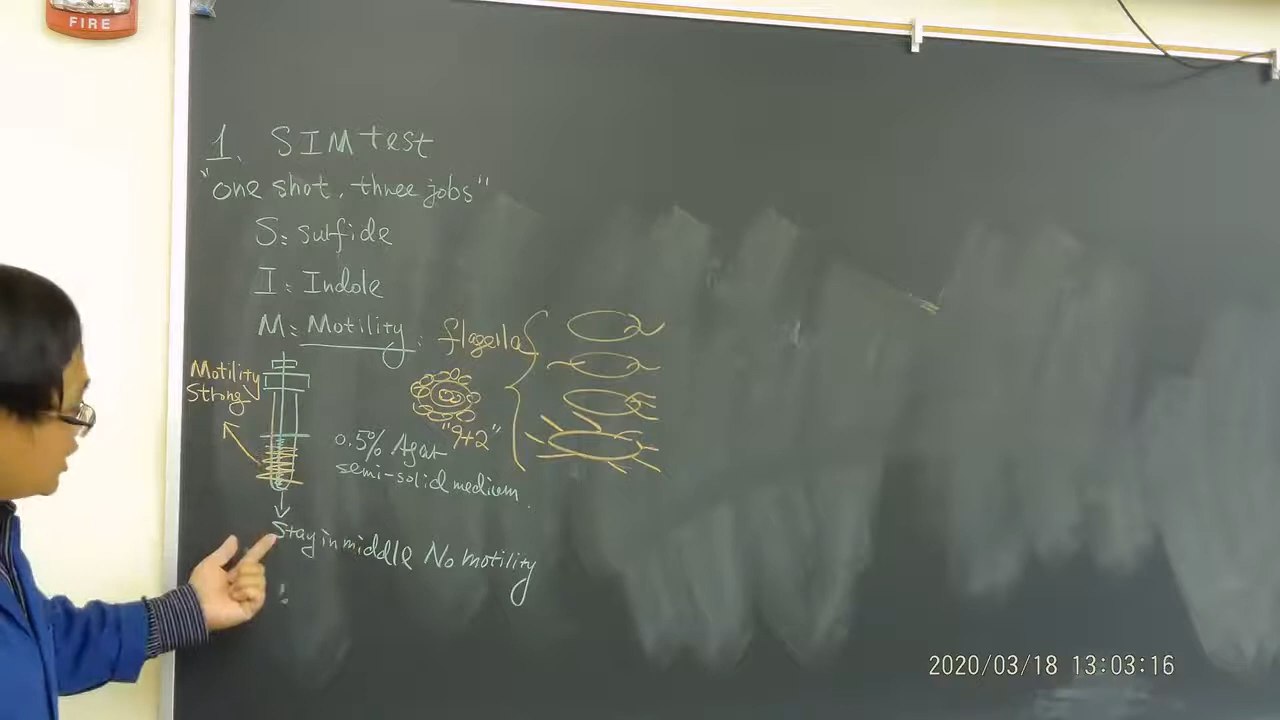 FIRE
1. SIM test
"one shot, three jobs"
S: sulfide
I: Indole
M: Motility: flagella
Motility
Strong
"9+2"
0.5% Agar
semi-solid medium.
Stay in middle No motility
2020/03/18 13:03:16